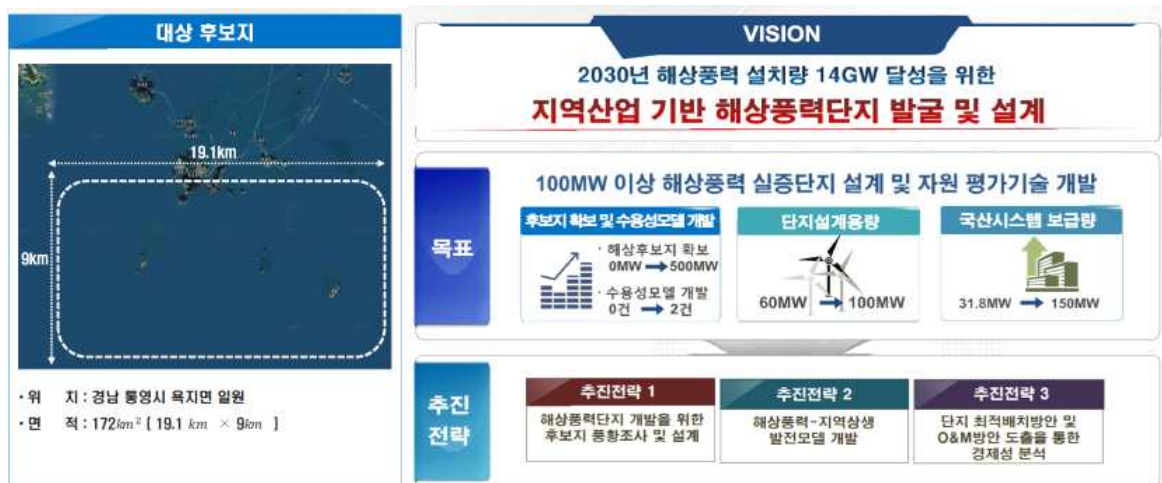 대상 후보지
19.1km
9km
· 위 치 : 경남 통영시 욕지면 일원
· 면 적 : 172km² ( 19.1 km × 9km )
VISION
2030년 해상풍력 설치량 14GW 달성을 위한
지역산업 기반 해상풍력단지 발굴 및 설계
목표
100MW 이상 해상풍력 실증단지 설계 및 자원 평가기술 개발
후보지 확보 및 수용성모델 개발
· 해상후보지 확보
0MW → 500MW
· 수용성모델 개발
0건 → 2건
단지설계용량
60MW → 100MW
국산시스템 보급량
31.8MW → 150MW
추진
전략
추진전략 1
해상풍력단지 개발을 위한
후보지 풍황조사 및 설계
추진전략 2
해상풍력-지역상생
발전모델 개발
추진전략 3
단지 최적배치방안 및
O&M방안 도출을 통한
경제성 분석